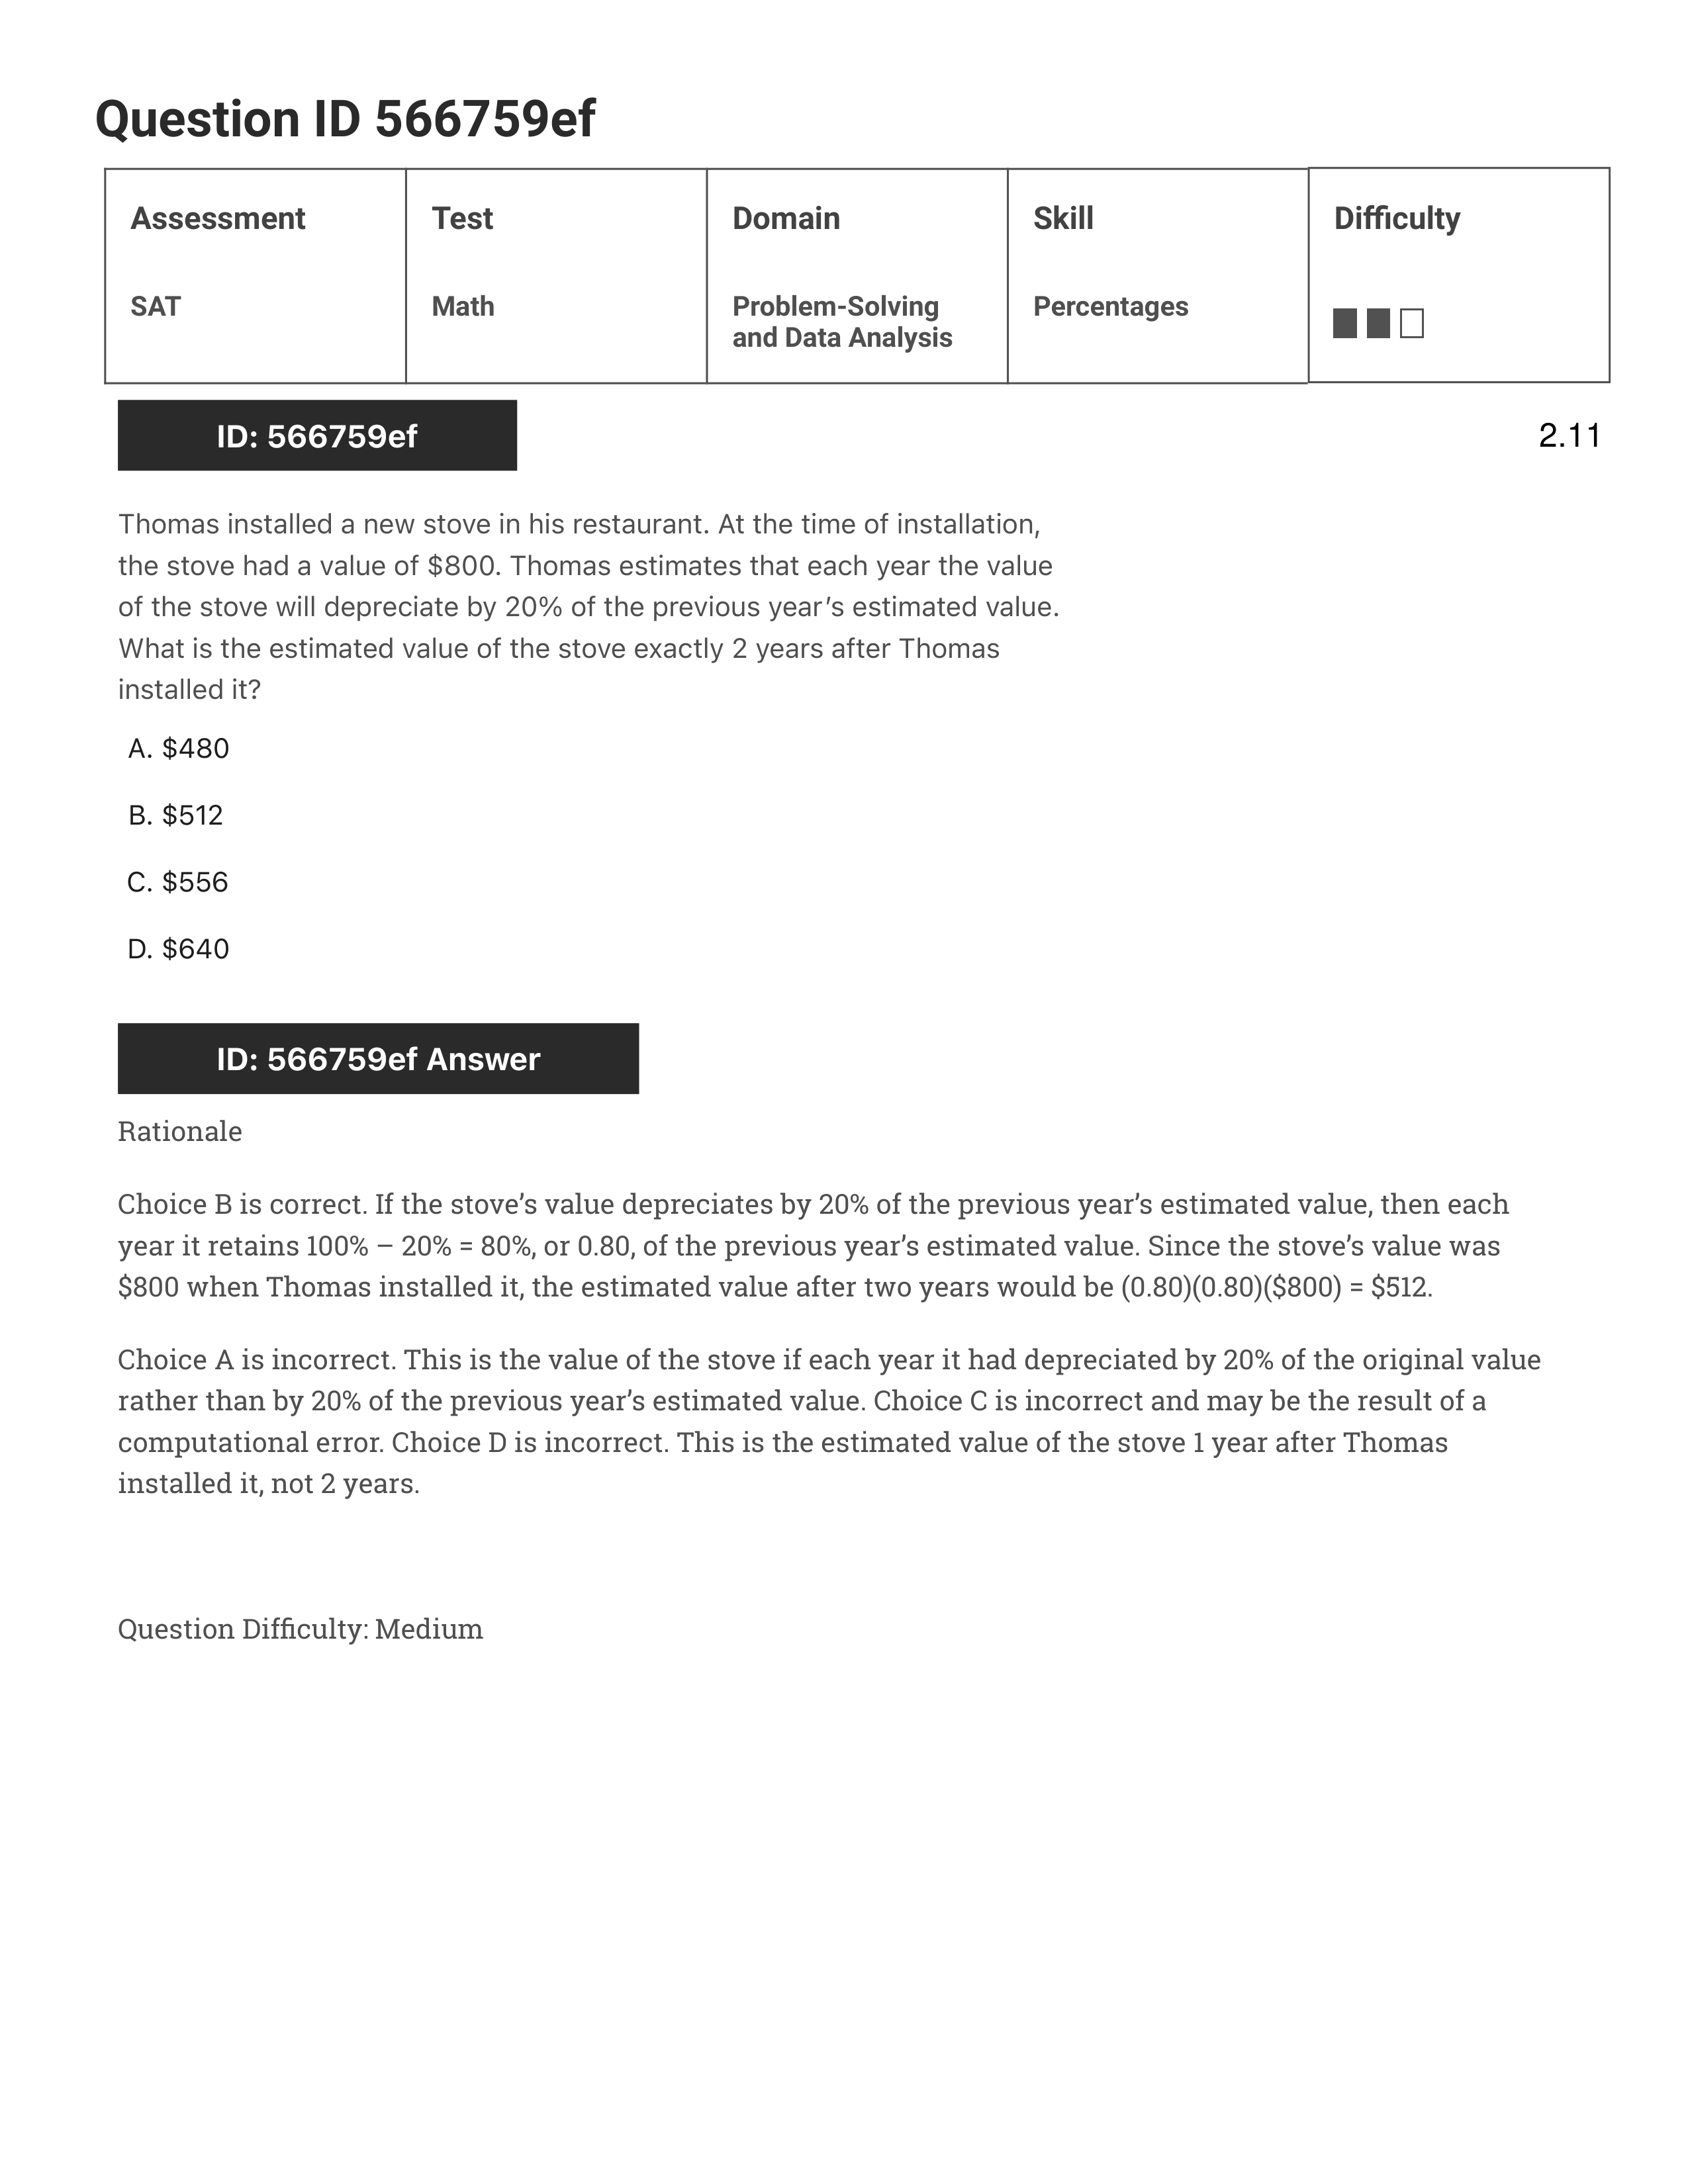 Question ID 566759ef
Assessment
Test
Domain
Skill
Difficulty
SAT
Math
Problem-Solving
and Data Analysis
Percentages
ID: 566759ef
2.11
Thomas installed a new stove in his restaurant. At the time of installation,
the stove had a value of $800. Thomas estimates that each year the value
of the stove will depreciate by 20% of the previous year’s estimated value.
What is the estimated value of the stove exactly 2 years after Thomas
installed it?
A. $480
B. $512
C. $556
D. $640
ID: 566759ef Answer
Rationale
Choice B is correct. If the stove’s value depreciates by 20% of the previous year’s estimated value, then each
year it retains 100% – 20% = 80%, or 0.80, of the previous year’s estimated value. Since the stove’s value was
$800 when Thomas installed it, the estimated value after two years would be (0.80)(0.80)($800) = $512.
Choice A is incorrect. This is the value of the stove if each year it had depreciated by 20% of the original value
rather than by 20% of the previous year’s estimated value. Choice C is incorrect and may be the result of a
computational error. Choice D is incorrect. This is the estimated value of the stove 1 year after Thomas
installed it, not 2 years.
Question Difficulty: Medium